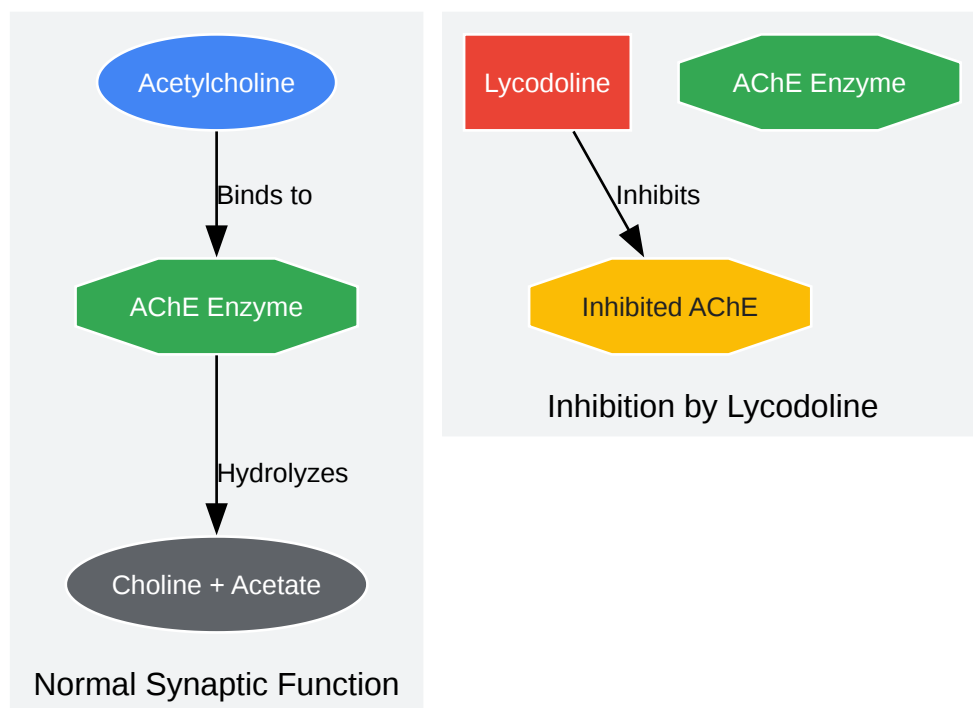 Acetylcholine
Binds to
AChE Enzyme
Hydrolyzes
Choline + Acetate
Normal Synaptic Function
Lycodoline
AChE Enzyme
Inhibits
Inhibited AChE
Inhibition by Lycodoline